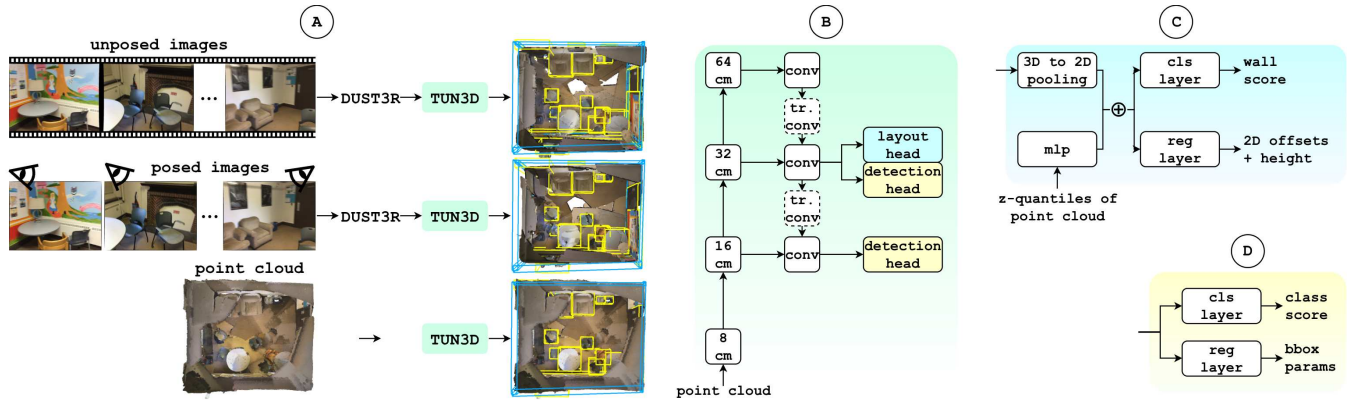 A
unposed images
...
DUST3R
TUN3D
posed images
...
DUST3R
TUN3D
point cloud
TUN3D
B
64
cm
conv
tr.
conv
32
cm
conv
layout
head
detection
head
tr.
conv
16
cm
conv
detection
head
8
cm
point cloud
C
3D to 2D
pooling
cls
layer
wall
score
+
mlp
reg
layer
2D offsets
+ height
z-quantiles of
point cloud
D
cls
layer
class
score
reg
layer
bbox
params